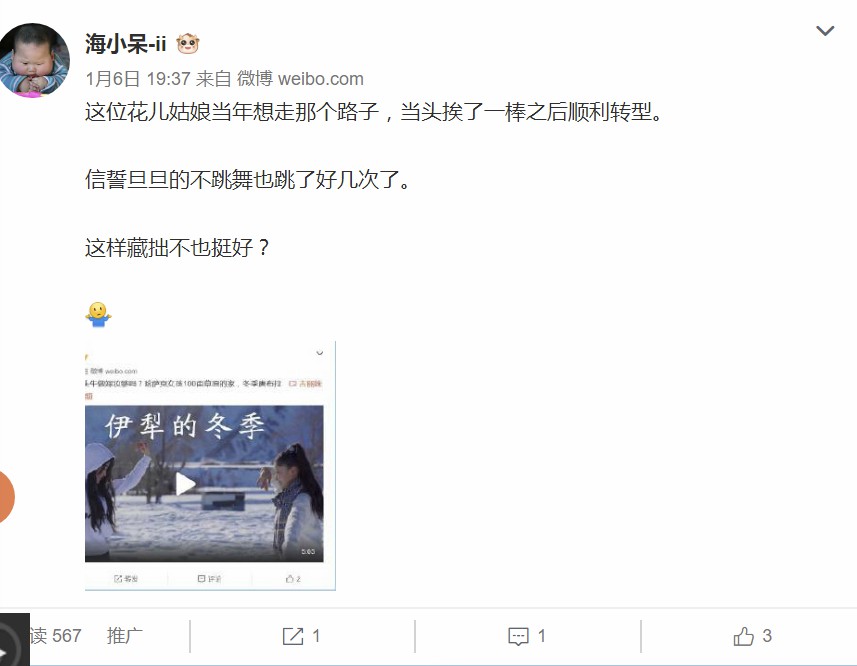 海小呆-ii
1月6日 19:37 来自 微博 weibo.com
这位花儿姑娘当年想走那个路子，当头挨了一棒之后顺利转型。
信誓旦旦的不跳舞也跳了好几次了。
这样藏拙不也挺好？
微博 weibo.com
伊犁的冬季
5:03
转发 评论 2
读 567 推广 1 1 3